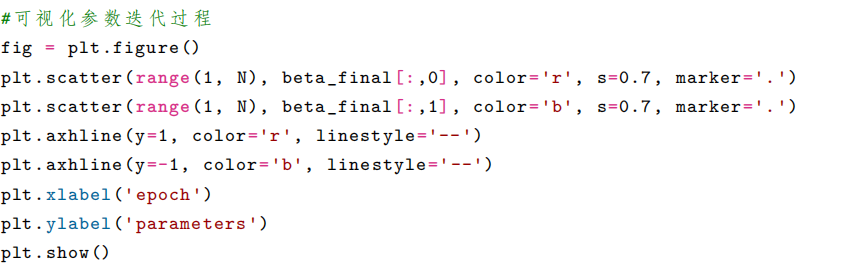 #可视化参数迭代过程
fig = plt.figure()
plt.scatter(range(1, N), beta_final[:,0], color='r', s=0.7, marker='.')
plt.scatter(range(1, N), beta_final[:,1], color='b', s=0.7, marker='.')
plt.axhline(y=1, color='r', linestyle='--')
plt.axhline(y=-1, color='b', linestyle='--')
plt.xlabel('epoch')
plt.ylabel('parameters')
plt.show()